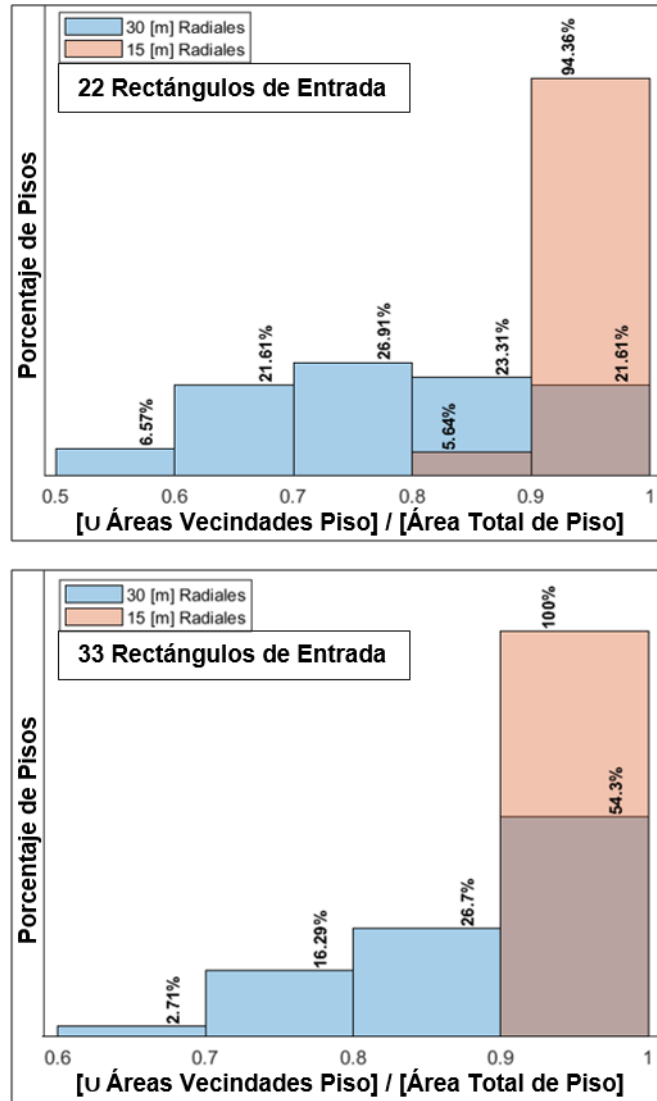 30 [m] Radiales
15 [m] Radiales
22 Rectángulos de Entrada
Porcentaje de Pisos
6.57%
21.61%
26.91%
23.31%
5.64%
94.36%
21.61%
0.5 0.6 0.7 0.8 0.9 1
[∪ Áreas Vecindades Piso] / [Área Total de Piso]
30 [m] Radiales
15 [m] Radiales
33 Rectángulos de Entrada
Porcentaje de Pisos
2.71%
16.29%
26.7%
100%
54.3%
0.6 0.7 0.8 0.9 1
[∪ Áreas Vecindades Piso] / [Área Total de Piso]